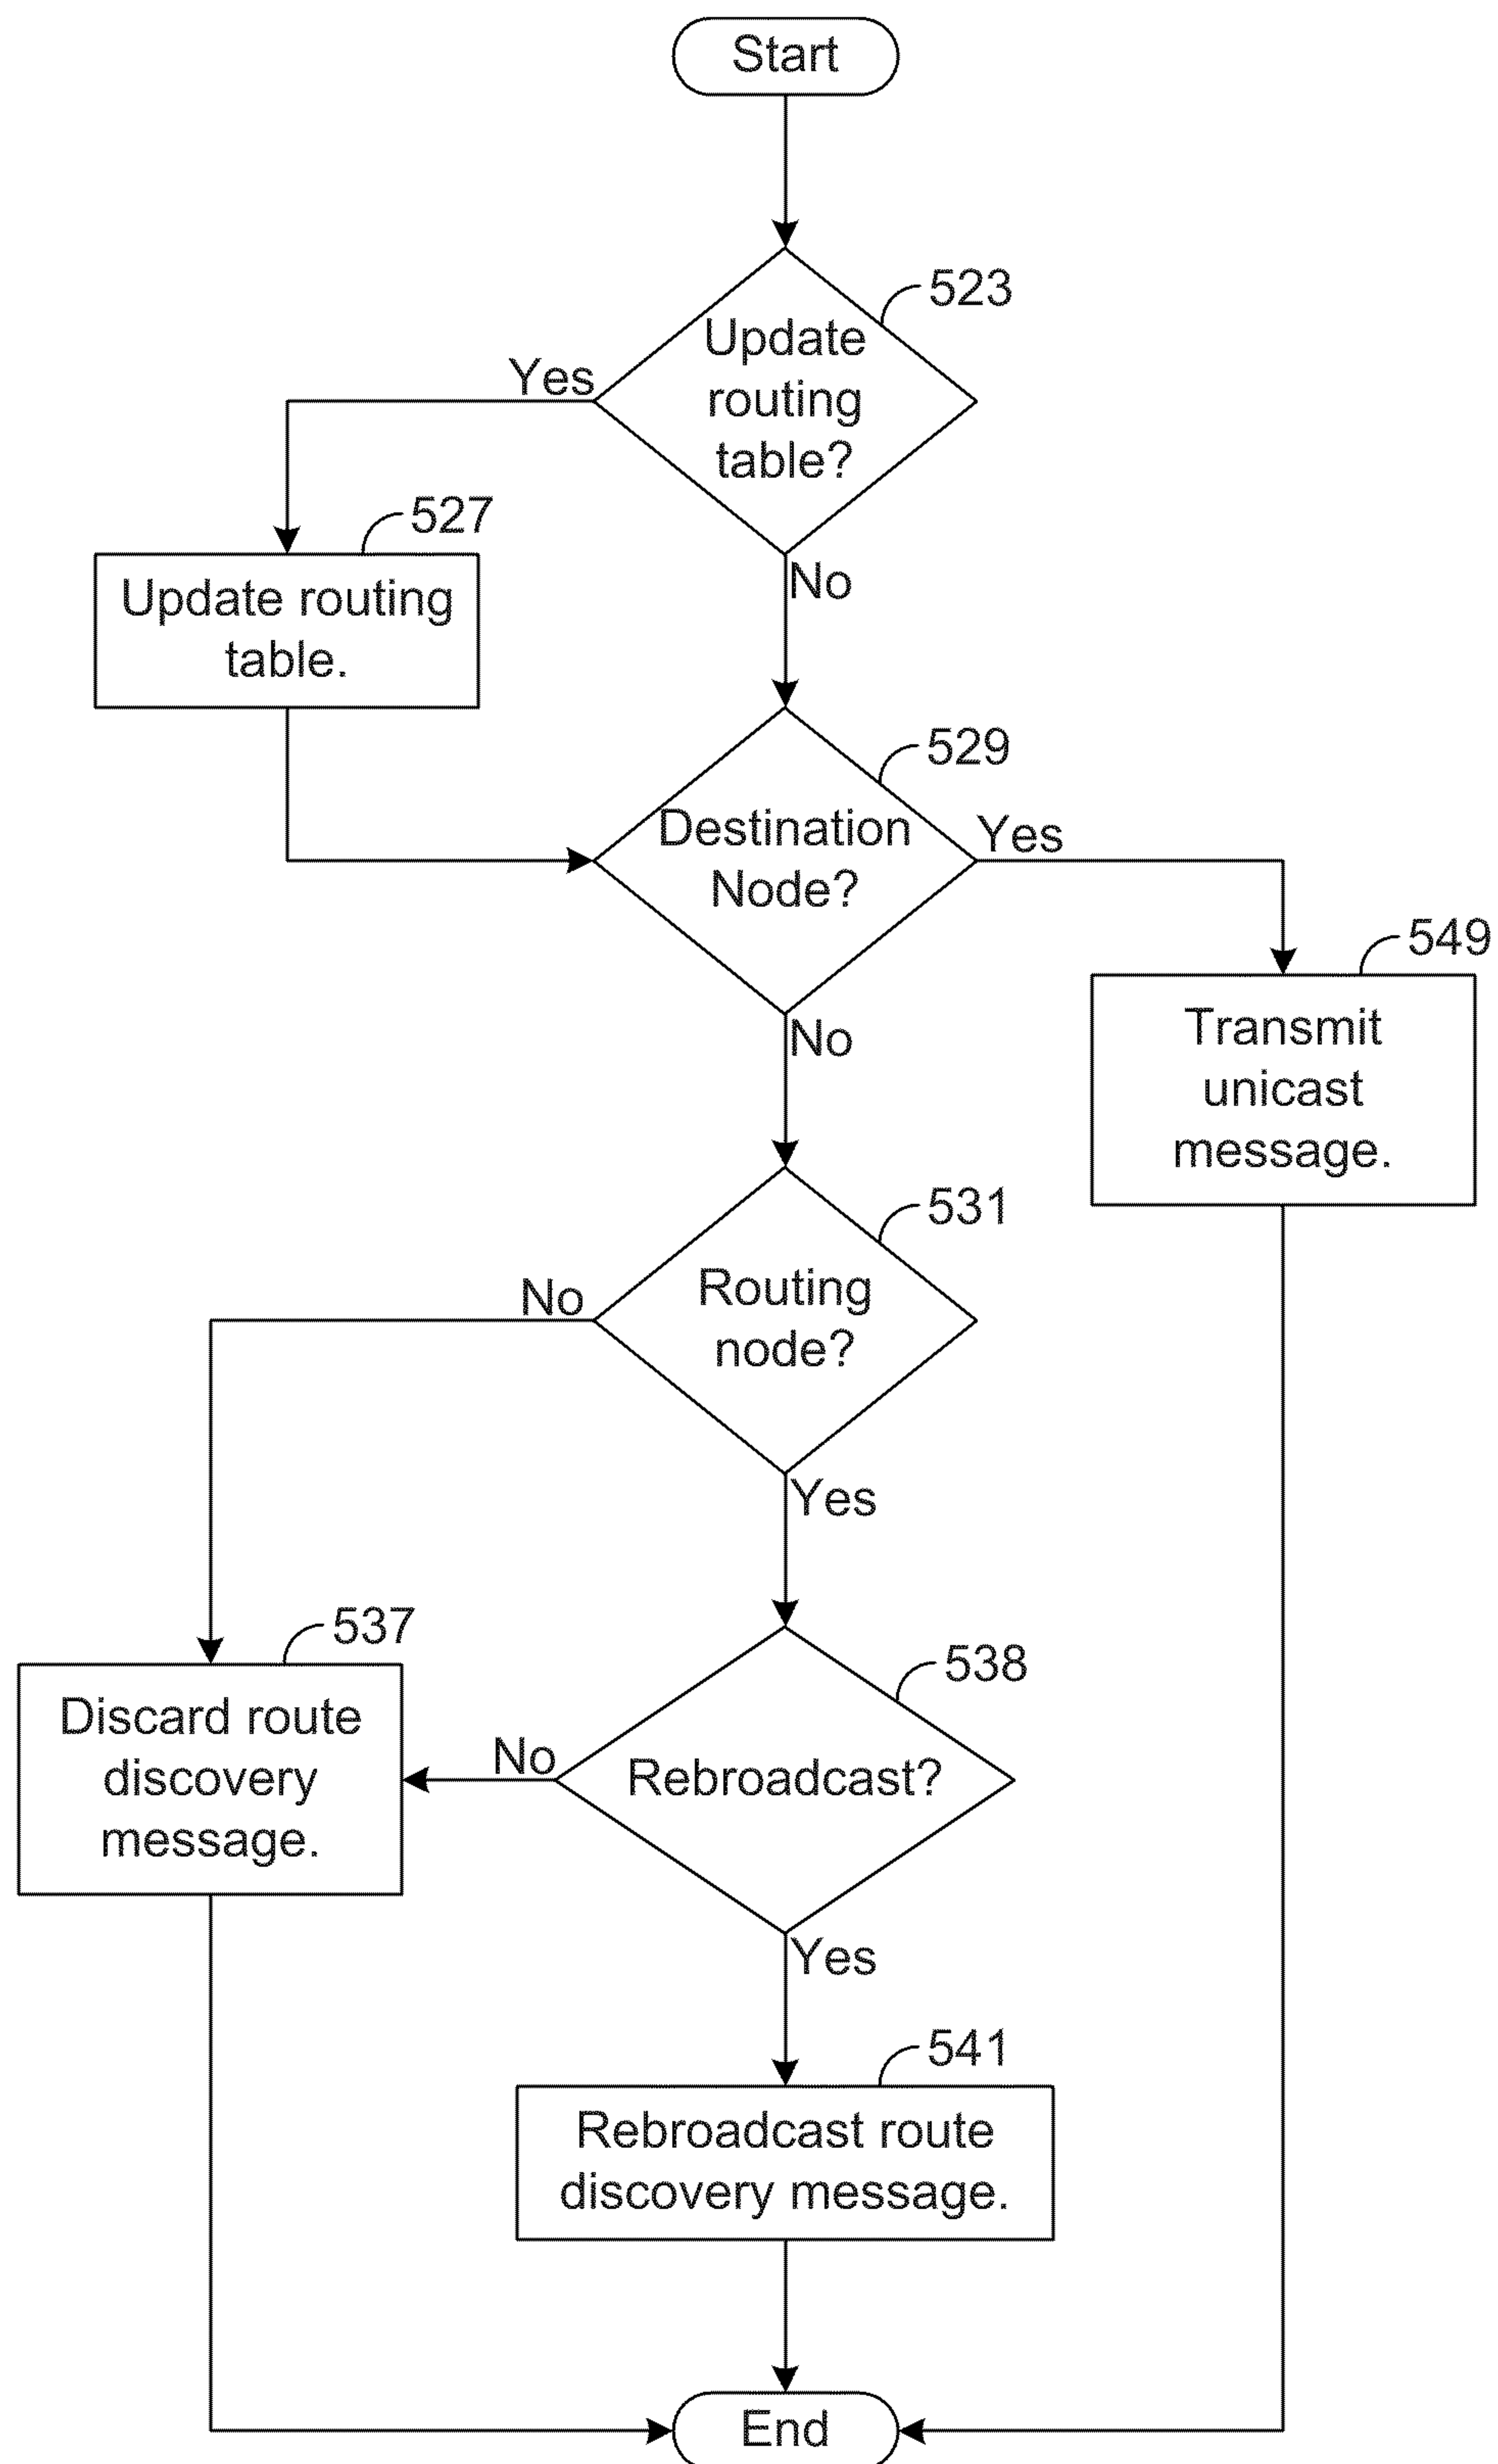 Start
523
Update
routing
table?
Yes
No
527
Update routing
table.
529
Destination
Node?
Yes
No
549
Transmit
unicast
message.
531
Routing
node?
No
Yes
537
Discard route
discovery
message.
538
Rebroadcast?
No
Yes
541
Rebroadcast route
discovery message.
End